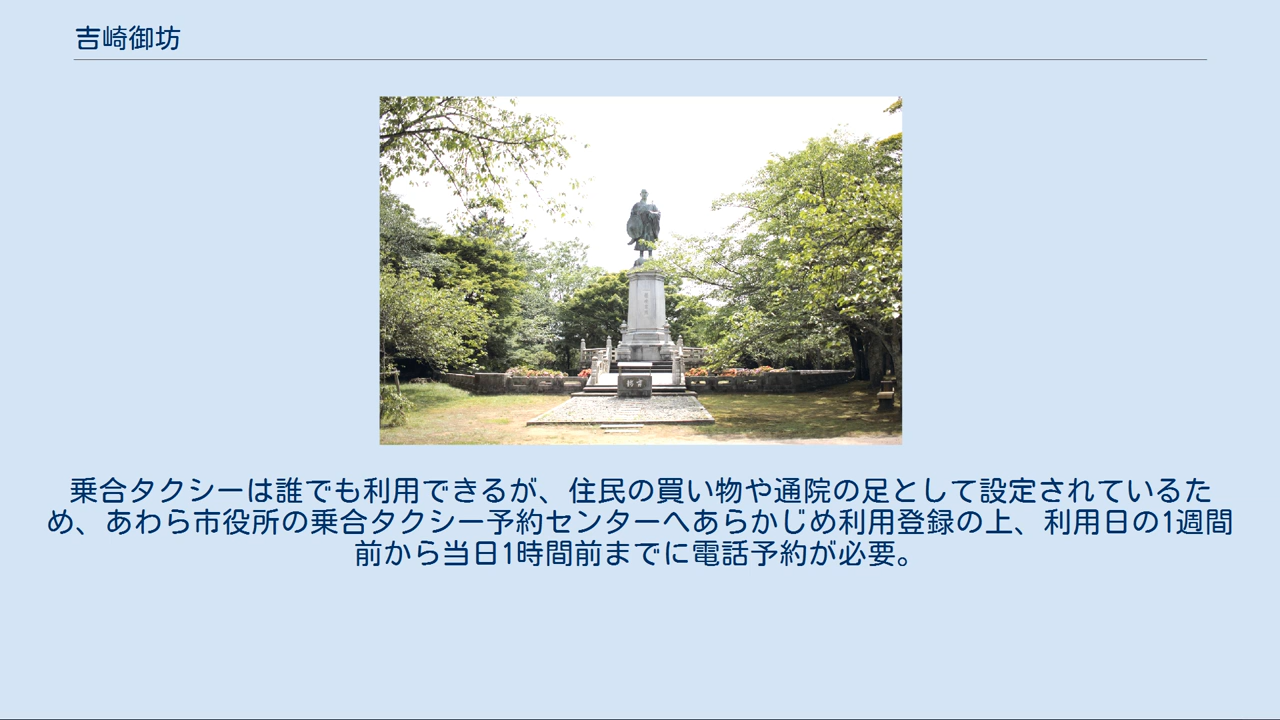 吉崎御坊
乗合タクシーは誰でも利用できるが、住民の買い物や通院の足として設定されているた
め、あわら市役所の乗合タクシー予約センターへあらかじめ利用登録の上、利用日の1週間
前から当日1時間前までに電話予約が必要。